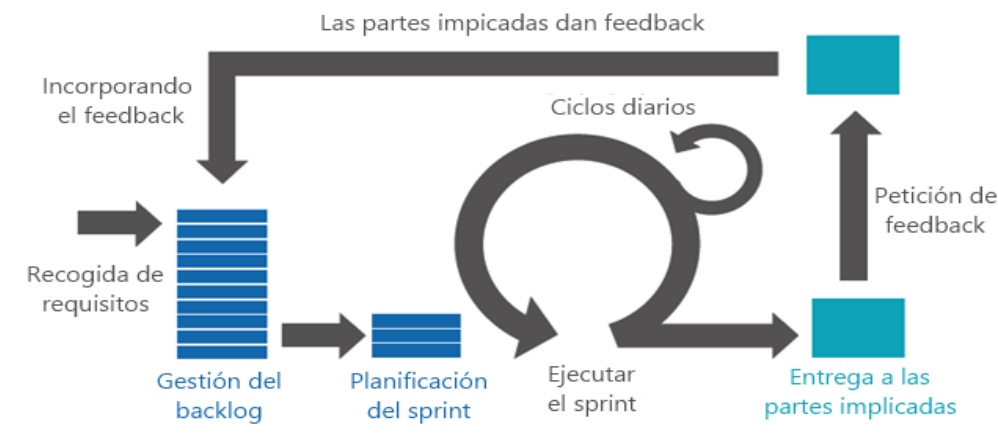 Las partes impicadas dan feedback
Incorporando
el feedback
Ciclos diarios
Petición de
feedback
Recogida de
requisitos
Gestión del
backlog
Planificación
del sprint
Ejecutar
el sprint
Entrega a las
partes implicadas